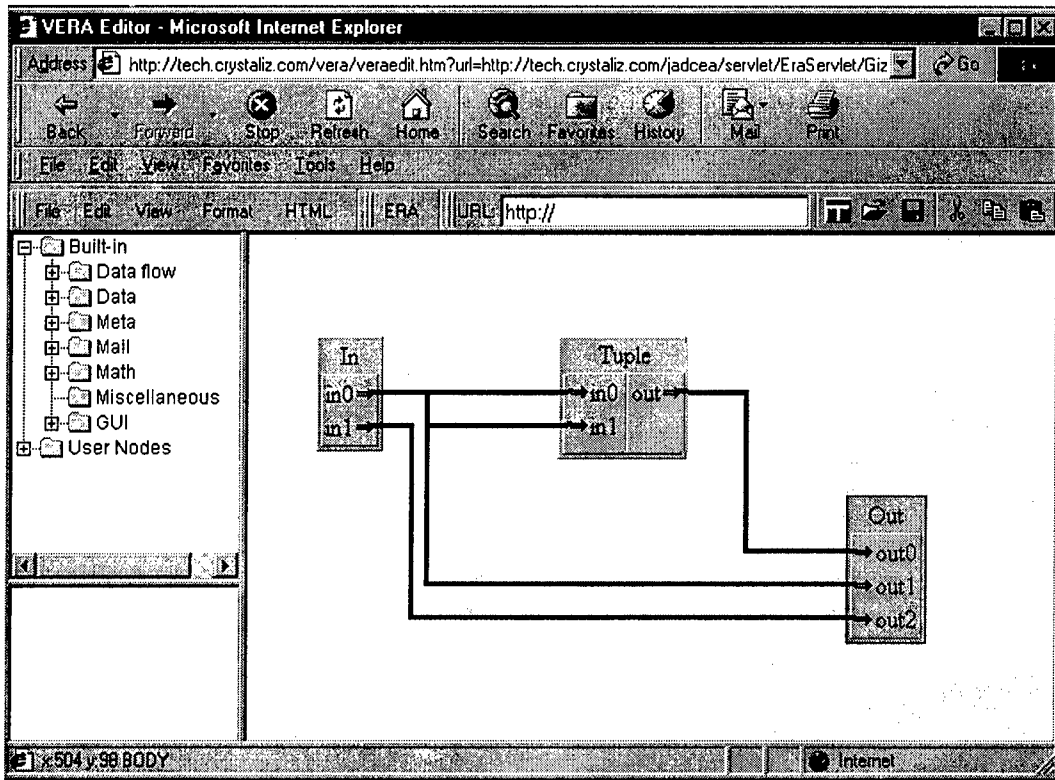 VERA Editor - Microsoft Internet Explorer
Address http://tech.crystaliz.com/vera/veraedit.htm?url=http://tech.crystaliz.com/jadcea/servlet/EraServlet/Giz Go
Back Forward Stop Refresh Home Search Favorites History Mail Print
File Edit View Favorites Tools Help
File Edit View Format HTML ERA URL: http://
Built-in
Data flow
Data
Meta
Mail
Math
Miscellaneous
GUI
User Nodes
In
in0
in1
Tuple
in0 out
in1
Out
out0
out1
out2
x:504 y:98 BODY
Internet